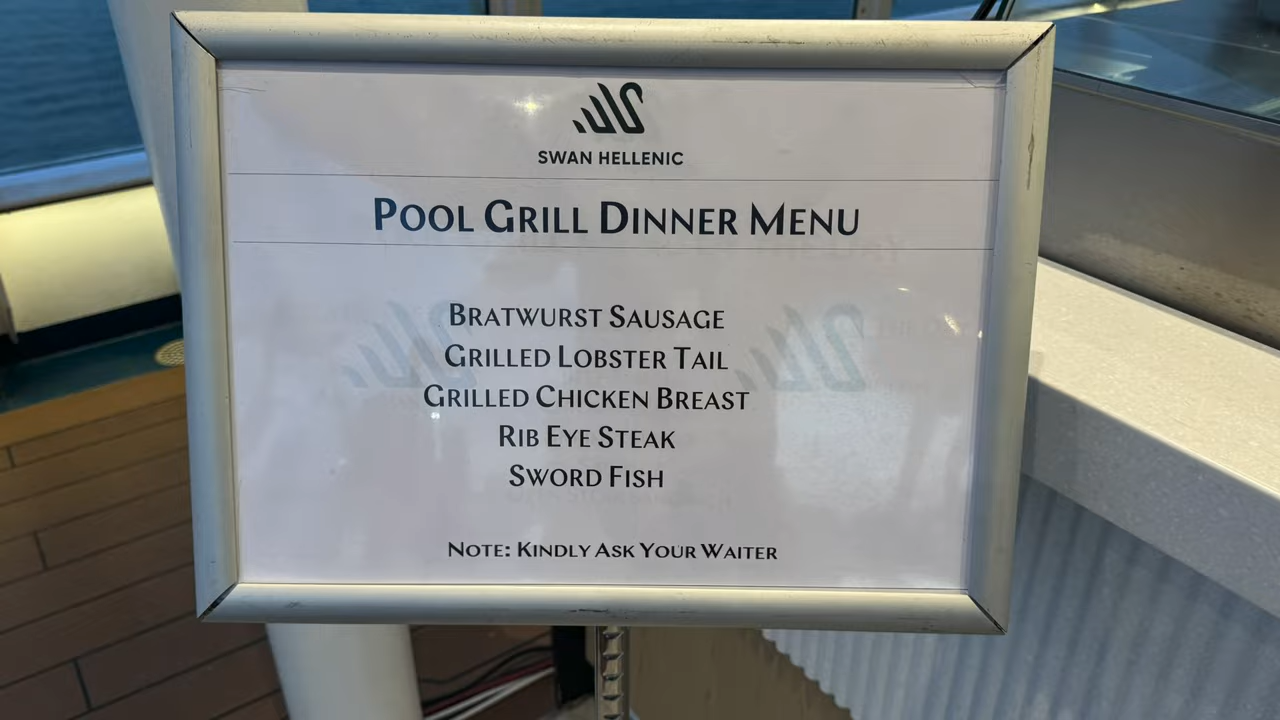 SWAN HELLENIC
POOL GRILL DINNER MENU
BRATWURST SAUSAGE
GRILLED LOBSTER TAIL
GRILLED CHICKEN BREAST
RIB EYE STEAK
SWORD FISH
NOTE: KINDLY ASK YOUR WAITER